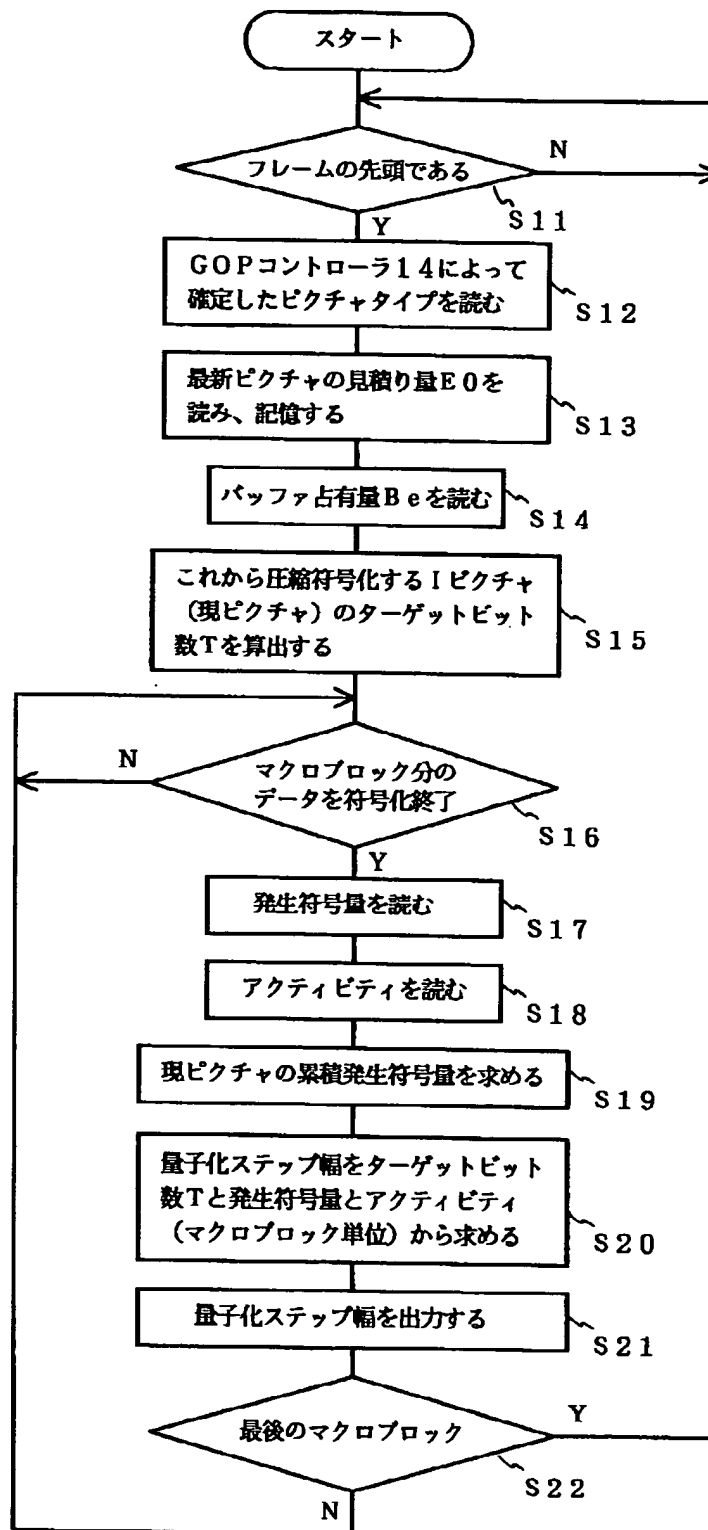 スタート
フレームの先頭である
N
S11
Y
GOPコントローラ14によって
確定したピクチャタイプを読む
S12
最新ピクチャの見積り量E0を
読み、記憶する
S13
バッファ占有量Beを読む
S14
これから圧縮符号化するIピクチャ
(現ピクチャ)のターゲットビット
数Tを算出する
S15
N
マクロブロック分の
データを符号化終了
S16
Y
発生符号量を読む
S17
アクティビティを読む
S18
現ピクチャの累積発生符号量を求める
S19
量子化ステップ幅をターゲットビット
数Tと発生符号量とアクティビティ
(マクロブロック単位)から求める
S20
量子化ステップ幅を出力する
S21
最後のマクロブロック
Y
S22
N